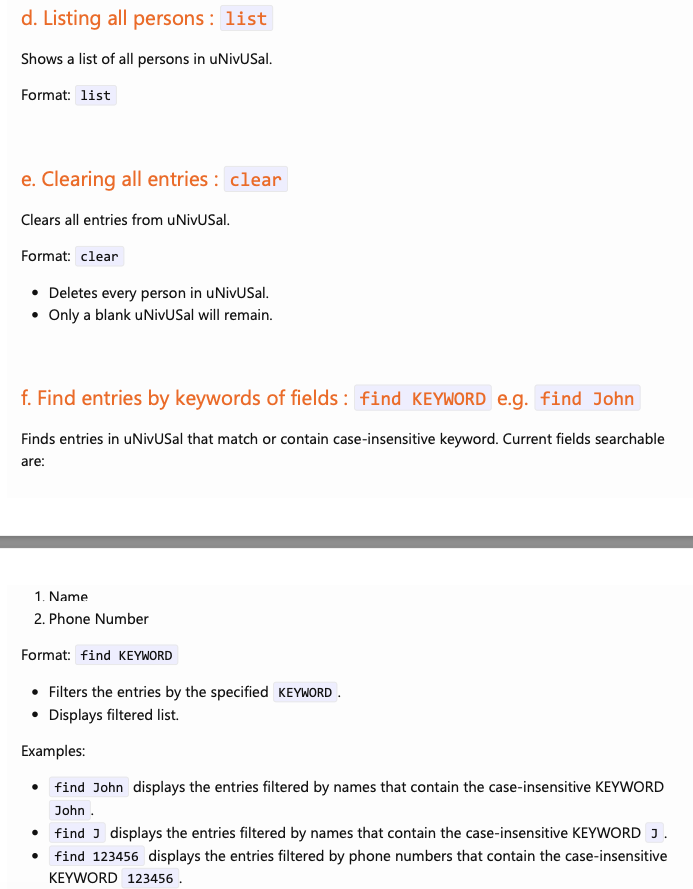 d. Listing all persons : list
Shows a list of all persons in uNivUSal.
Format: list
e. Clearing all entries : clear
Clears all entries from uNivUSal.
Format: clear
• Deletes every person in uNivUSal.
• Only a blank uNivUSal will remain.
f. Find entries by keywords of fields : find KEYWORD e.g. find John
Finds entries in uNivUSal that match or contain case-insensitive keyword. Current fields searchable
are:
1. Name
2. Phone Number
Format: find KEYWORD
• Filters the entries by the specified KEYWORD .
• Displays filtered list.
Examples:
• find John displays the entries filtered by names that contain the case-insensitive KEYWORD
John .
• find J displays the entries filtered by names that contain the case-insensitive KEYWORD J .
• find 123456 displays the entries filtered by phone numbers that contain the case-insensitive
KEYWORD 123456 .